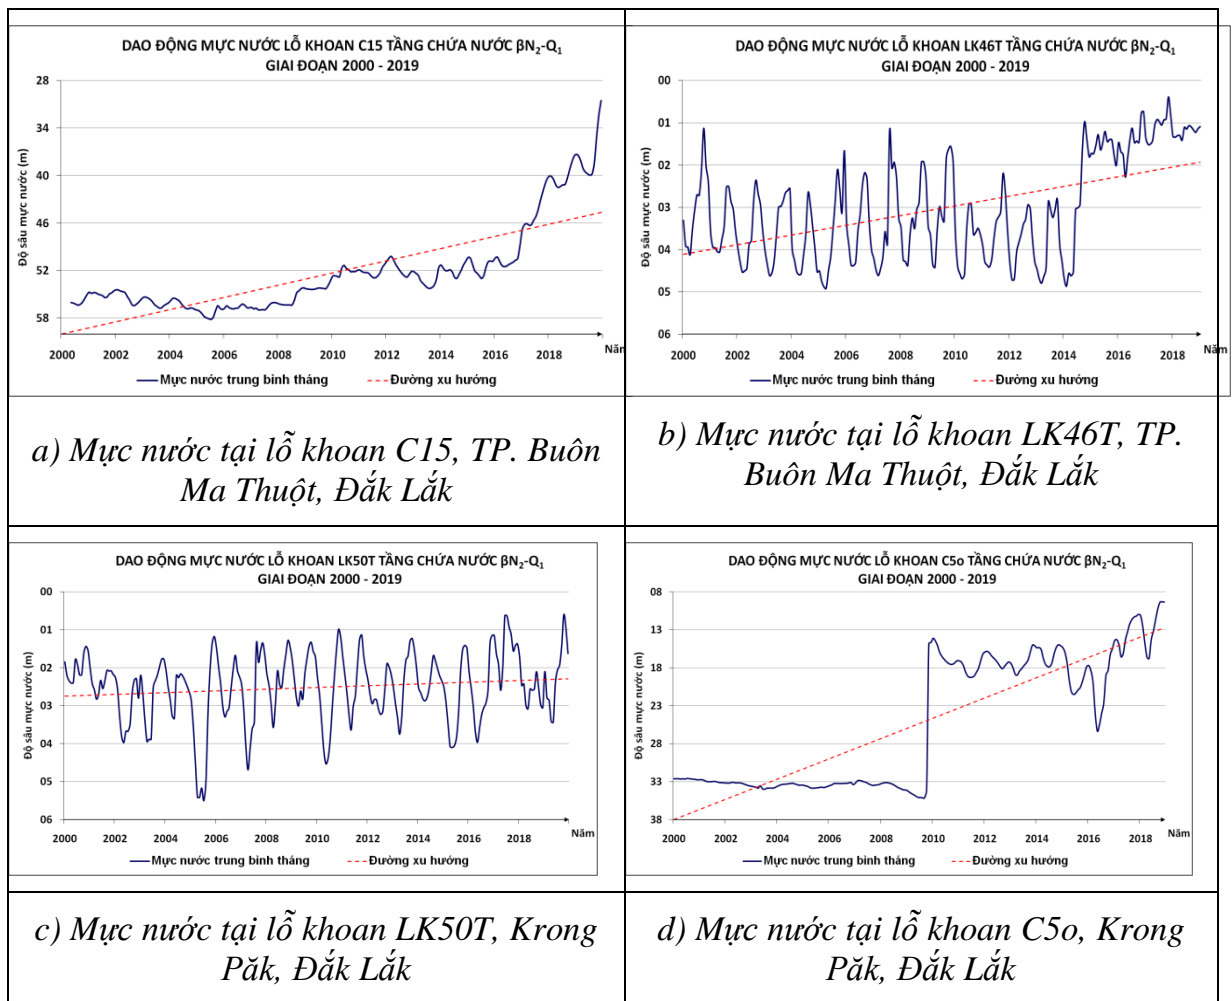 DAO ĐỘNG MỰC NƯỚC LỖ KHOAN C15 TẦNG CHỨA NƯỚC βN₂-Q₁
GIAI ĐOẠN 2000 - 2019
Độ sâu mực nước (m)
28
34
40
46
52
58
2000 2002 2004 2006 2008 2010 2012 2014 2016 2018 Năm
Mực nước trung bình tháng Đường xu hướng
a) Mực nước tại lỗ khoan C15, TP. Buôn
Ma Thuột, Đắk Lắk
DAO ĐỘNG MỰC NƯỚC LỖ KHOAN LK46T TẦNG CHỨA NƯỚC βN₂-Q₁
GIAI ĐOẠN 2000 - 2019
Độ sâu mực nước (m)
00
01
02
03
04
05
06
2000 2002 2004 2006 2008 2010 2012 2014 2016 2018 Năm
Mực nước trung bình tháng Đường xu hướng
b) Mực nước tại lỗ khoan LK46T, TP.
Buôn Ma Thuột, Đắk Lắk
DAO ĐỘNG MỰC NƯỚC LỖ KHOAN LK50T TẦNG CHỨA NƯỚC βN₂-Q₁
GIAI ĐOẠN 2000 - 2019
Độ sâu mực nước (m)
00
01
02
03
04
05
06
2000 2002 2004 2006 2008 2010 2012 2014 2016 2018 Năm
Mực nước trung bình tháng Đường xu hướng
c) Mực nước tại lỗ khoan LK50T, Krong
Păk, Đắk Lắk
DAO ĐỘNG MỰC NƯỚC LỖ KHOAN C5o TẦNG CHỨA NƯỚC βN₂-Q₁
GIAI ĐOẠN 2000 - 2019
Độ sâu mực nước (m)
08
13
18
23
28
33
38
2000 2002 2004 2006 2008 2010 2012 2014 2016 2018 Năm
Mực nước trung bình tháng Đường xu hướng
d) Mực nước tại lỗ khoan C5o, Krong
Păk, Đắk Lắk